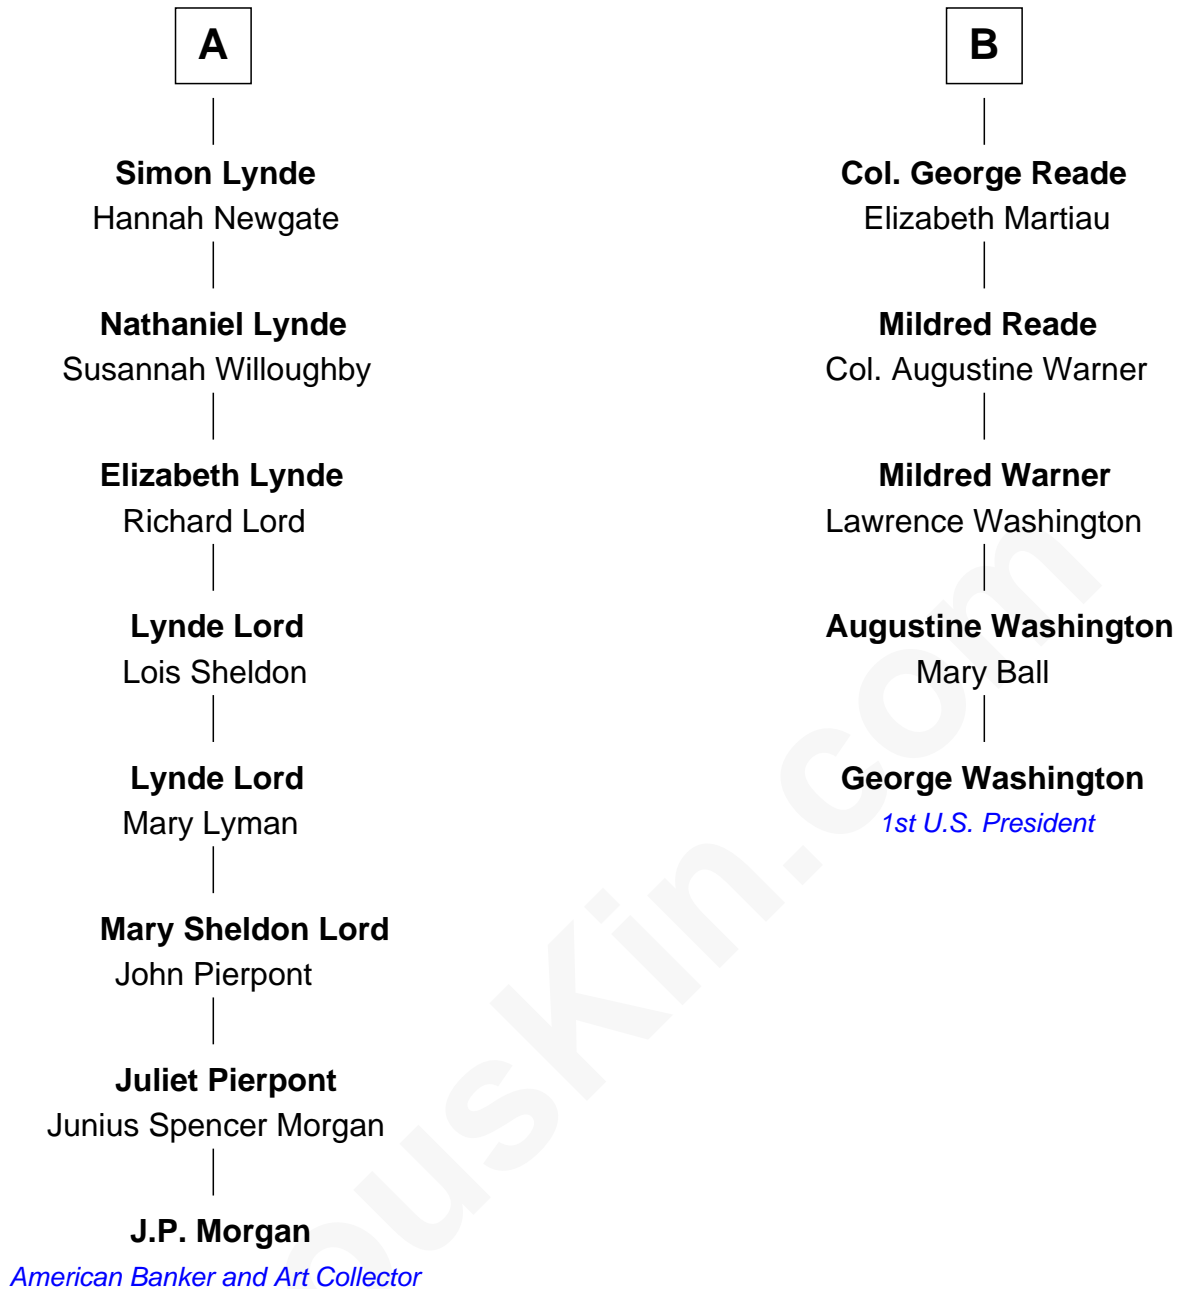 A
Simon Lynde
Hannah Newgate
Nathaniel Lynde
Susannah Willoughby
Elizabeth Lynde
Richard Lord
Lynde Lord
Lois Sheldon
Lynde Lord
Mary Lyman
Mary Sheldon Lord
John Pierpont
Juliet Pierpont
Junius Spencer Morgan
J.P. Morgan
American Banker and Art Collector
B
Col. George Reade
Elizabeth Martiau
Mildred Reade
Col. Augustine Warner
Mildred Warner
Lawrence Washington
Augustine Washington
Mary Ball
George Washington
1st U.S. President
ousKin.com